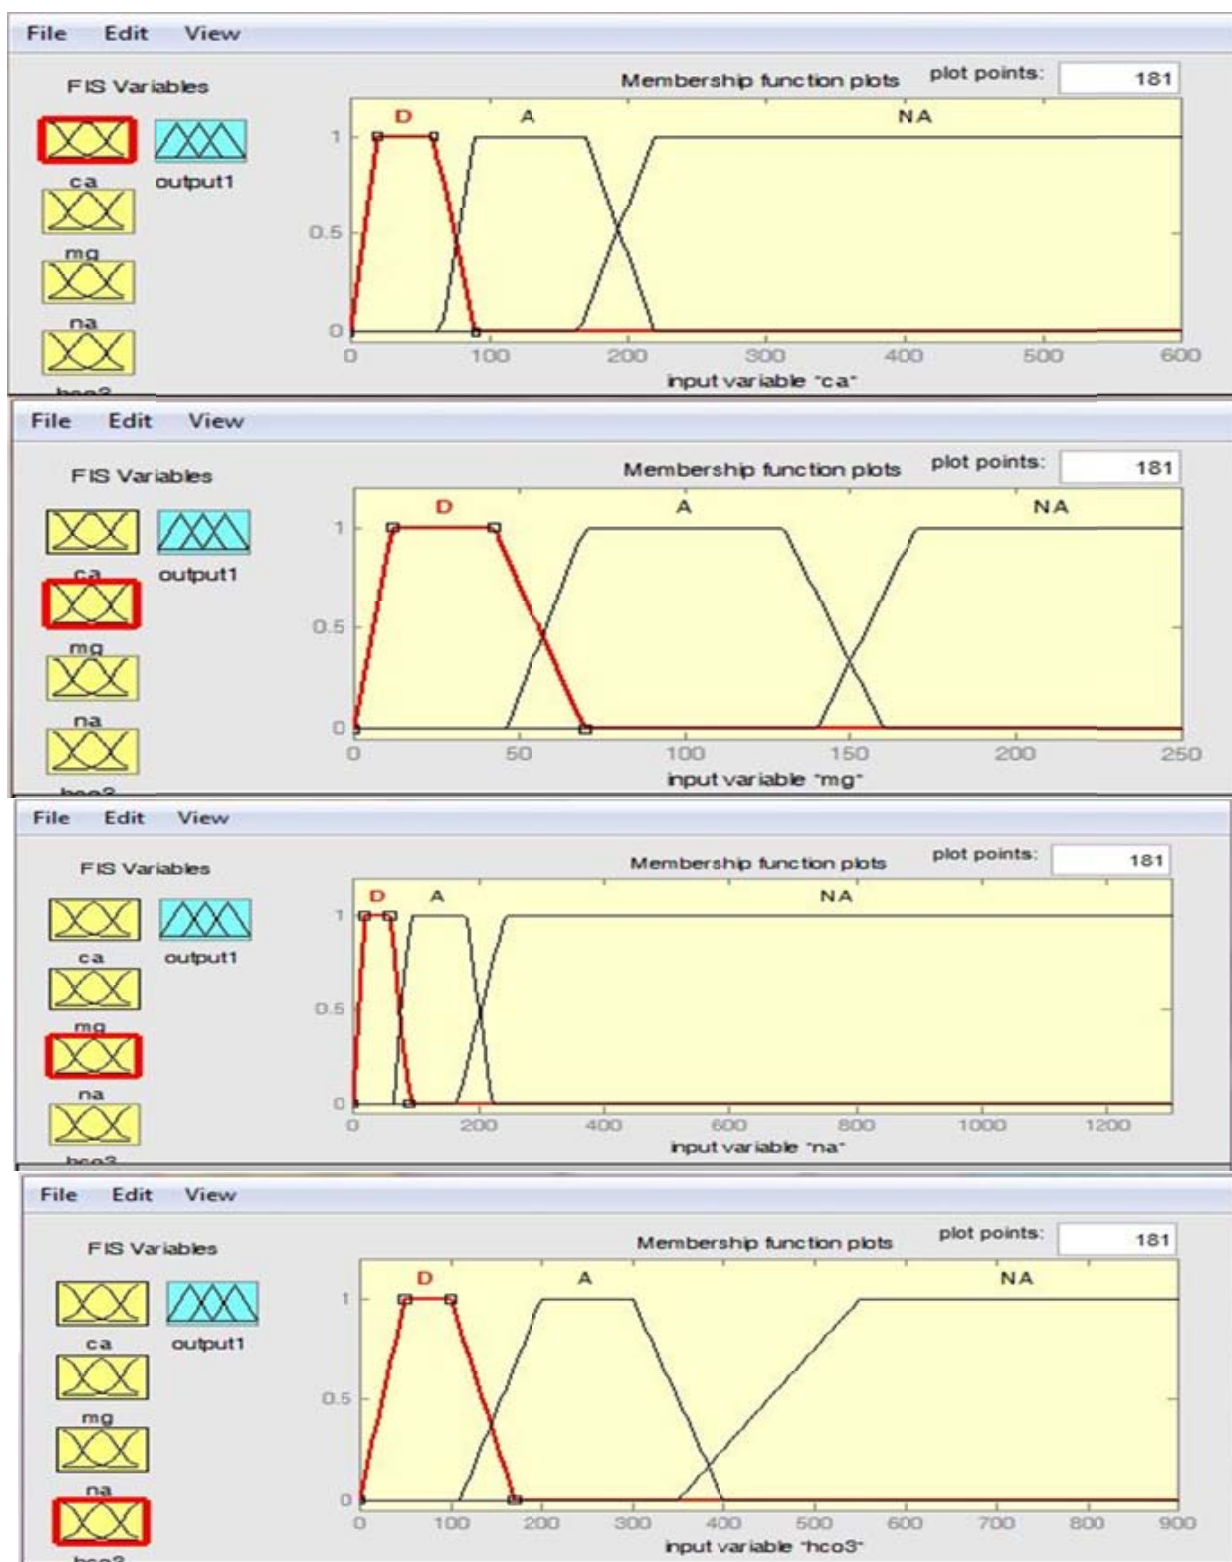 File Edit View
FIS Variables
Membership function plots
plot points:
181
D
A
NA
ca
output1
mg
na
hco3
1
0.5
0
0 100 200 300 400 500 600
input variable "ca"
File Edit View
FIS Variables
Membership function plots
plot points:
181
D
A
NA
ca
output1
mg
na
hco3
1
0.5
0
0 50 100 150 200 250
input variable "mg"
File Edit View
FIS Variables
Membership function plots
plot points:
181
D
A
NA
ca
output1
mg
na
hco3
1
0.5
0
0 200 400 600 800 1000 1200
input variable "na"
File Edit View
FIS Variables
Membership function plots
plot points:
181
D
A
NA
ca
output1
mg
na
hco3
1
0.5
0
0 100 200 300 400 500 600 700 800 900
input variable "hco3"